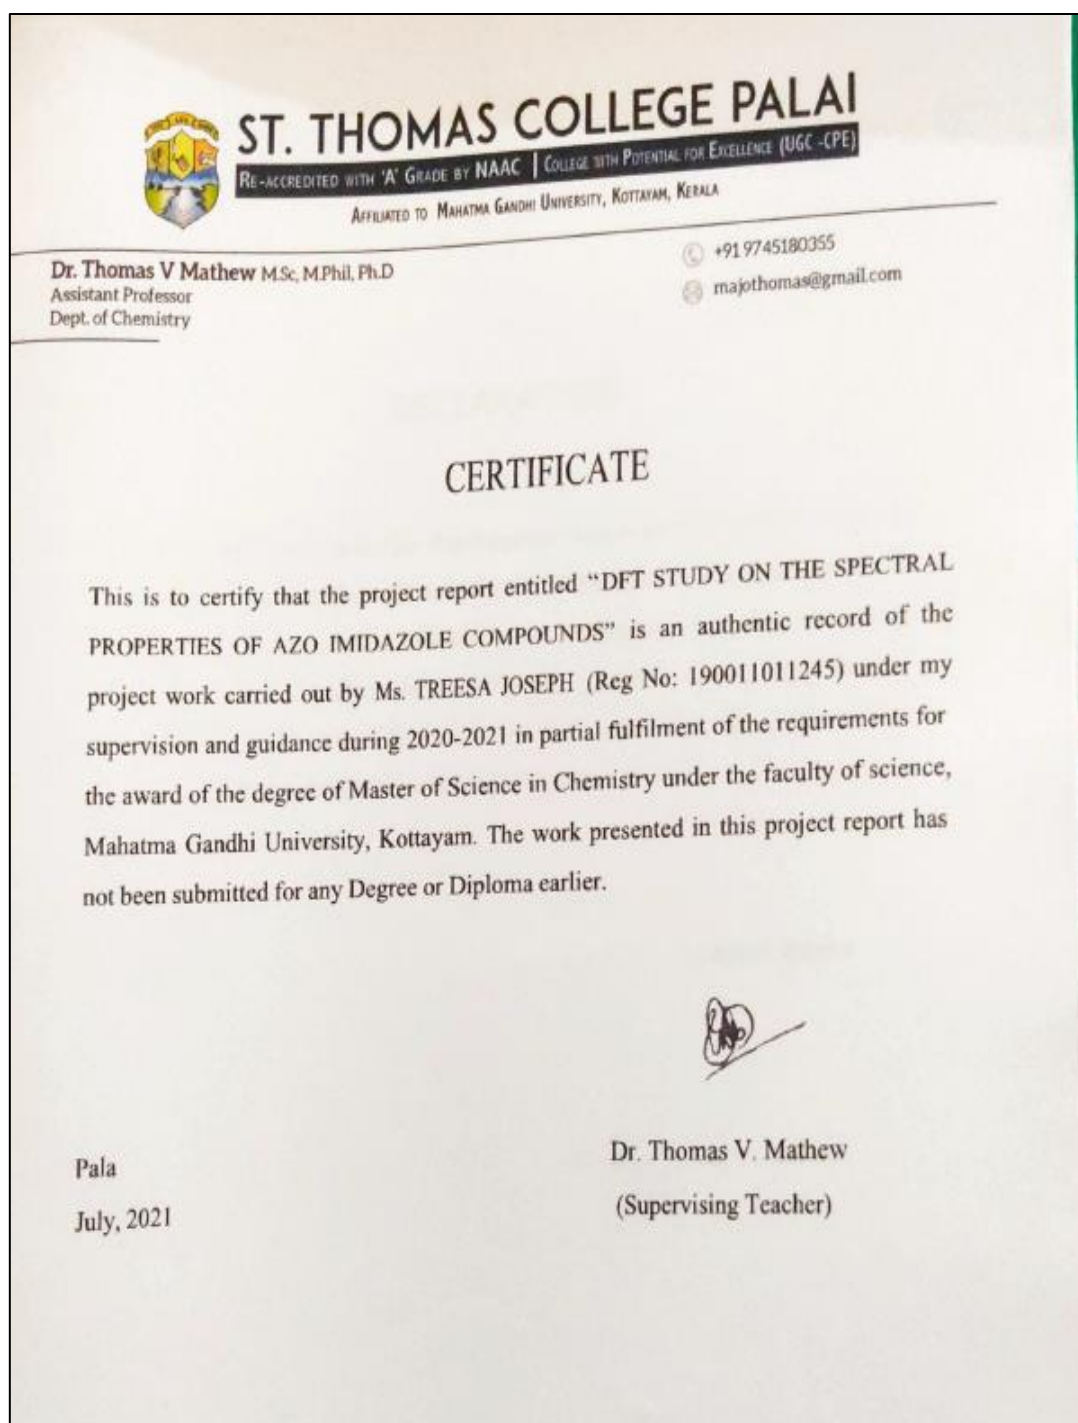 ST. THOMAS COLLEGE PALAI
RE-ACCREDITED WITH 'A' GRADE BY NAAC | COLLEGE WITH POTENTIAL FOR EXCELLENCE (UGC -CPE)
AFFILIATED TO MAHATMA GANDHI UNIVERSITY, KOTTAYAM, KERALA
Dr. Thomas V Mathew M.Sc, M.Phil, Ph.D
Assistant Professor
Dept. of Chemistry
+91 9745180355
majothomas@gmail.com
CERTIFICATE
This is to certify that the project report entitled “DFT STUDY ON THE SPECTRAL
PROPERTIES OF AZO IMIDAZOLE COMPOUNDS” is an authentic record of the
project work carried out by Ms. TREESA JOSEPH (Reg No: 190011011245) under my
supervision and guidance during 2020-2021 in partial fulfilment of the requirements for
the award of the degree of Master of Science in Chemistry under the faculty of science,
Mahatma Gandhi University, Kottayam. The work presented in this project report has
not been submitted for any Degree or Diploma earlier.
Pala
July, 2021
Dr. Thomas V. Mathew
(Supervising Teacher)